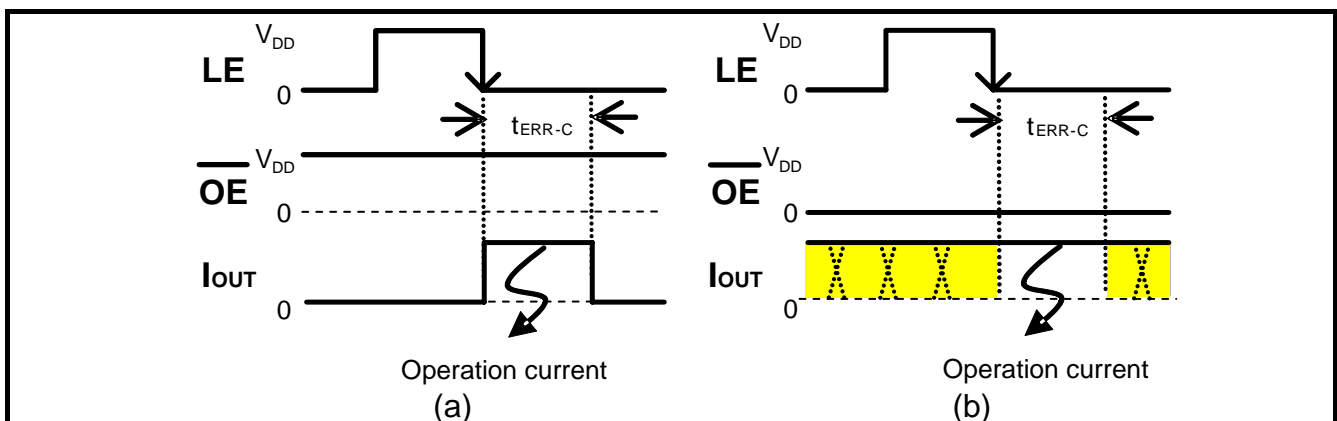 VDD
LE
0
tERR-C
VDD
OE
0
IOUT
0
Operation current
(a)
VDD
LE
0
tERR-C
VDD
OE
0
IOUT
0
Operation current
(b)